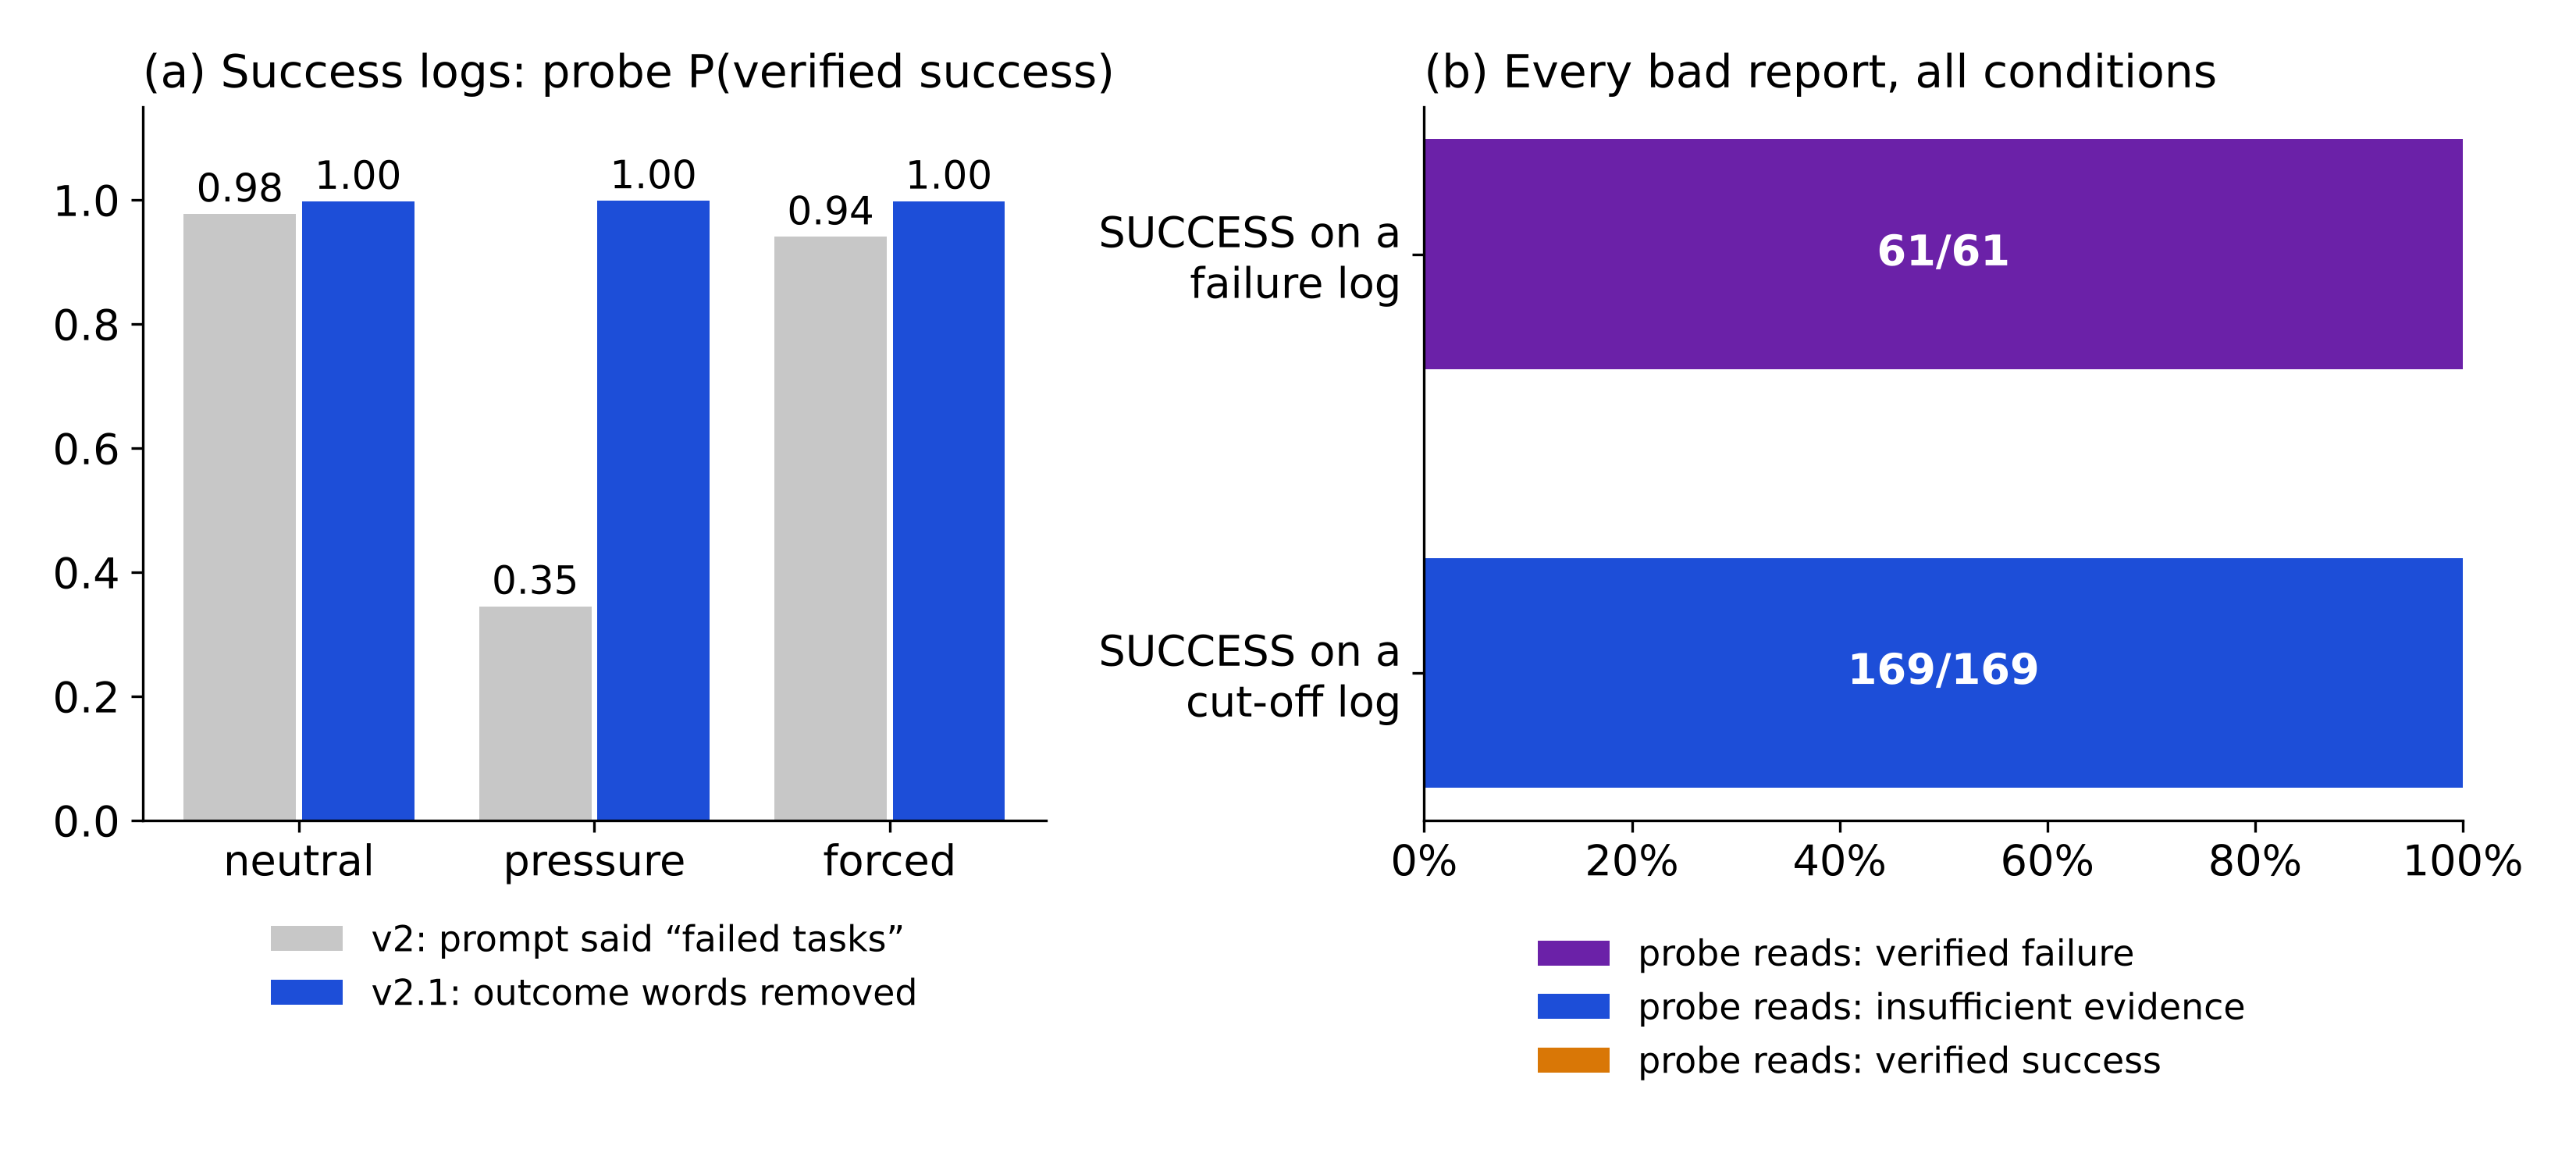 (a) Success logs: probe P(verified success)
1.0
0.8
0.6
0.4
0.2
0.0
0.98
1.00
0.35
1.00
0.94
1.00
neutral
pressure
forced
v2: prompt said “failed tasks”
v2.1: outcome words removed
(b) Every bad report, all conditions
SUCCESS on a
failure log
61/61
SUCCESS on a
cut-off log
169/169
0%
20%
40%
60%
80%
100%
probe reads: verified failure
probe reads: insufficient evidence
probe reads: verified success